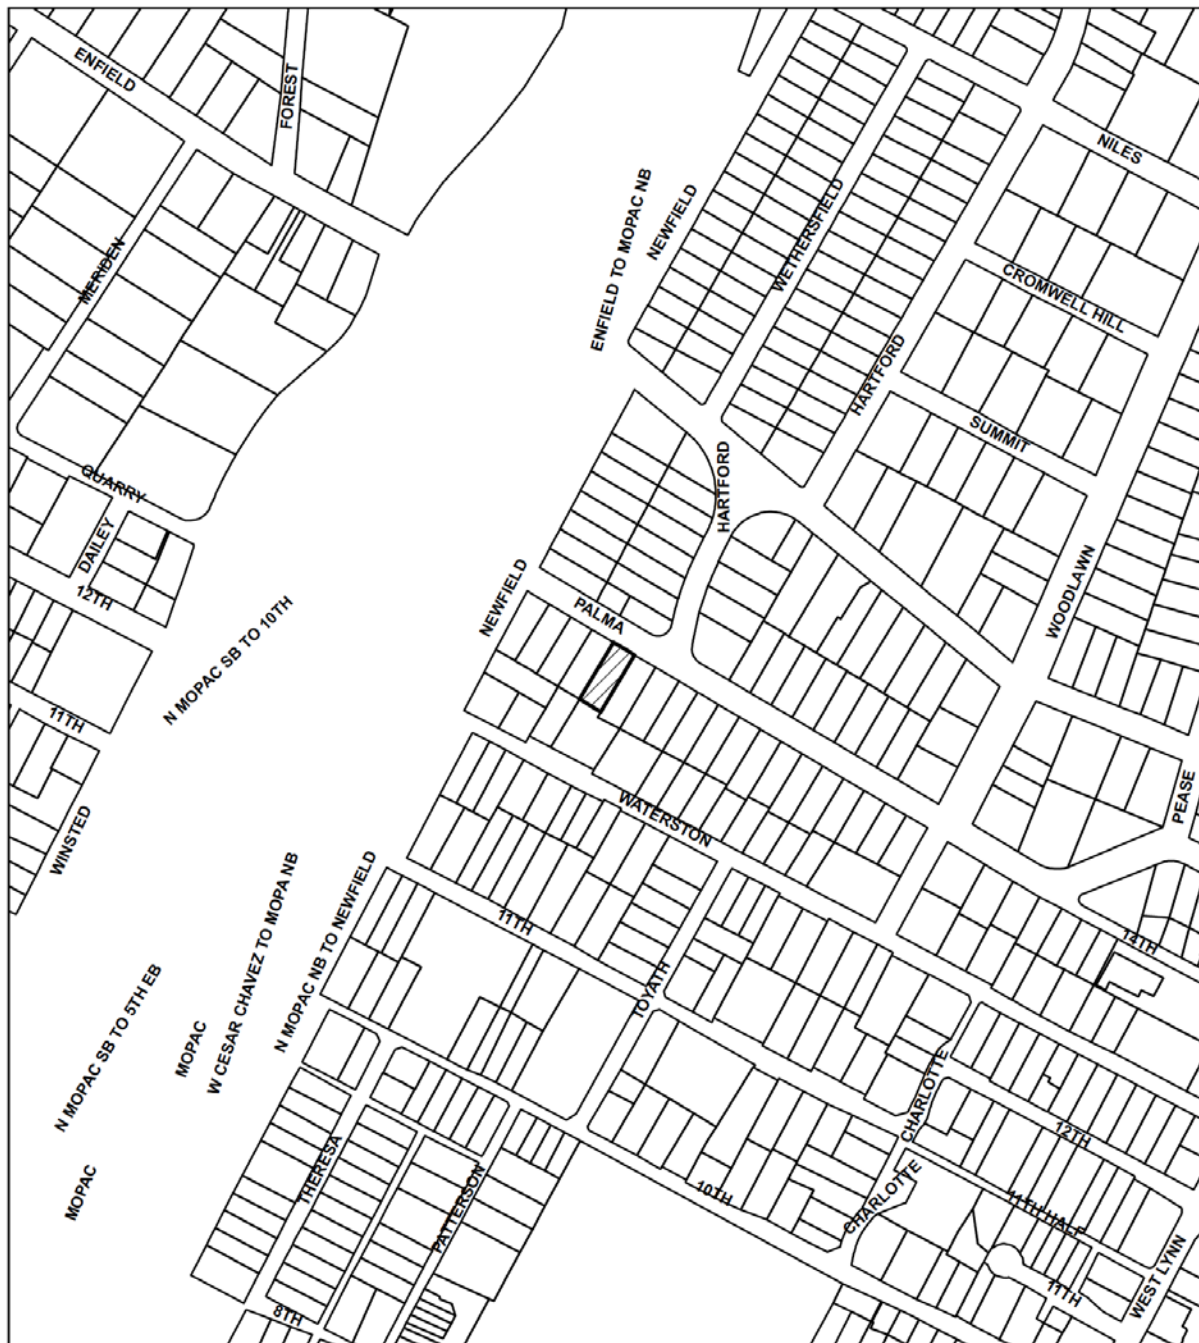 ENFIELD
FOREST
NILES
ENFIELD TO MOPAC NB
NEWFIELD
WETHERSFIELD
MERIDEN
CROMWELL HILL
HARTFORD
SUMMIT
QUARRY
HARTFORD
DAILEY
12TH
NEWFIELD
PALMA
WOODLAWN
N MOPAC SB TO 10TH
11TH
WATERSTON
PEASE
WINSTED
11TH
14TH
N MOPAC SB TO 5TH EB
MOPAC
W CESAR CHAVEZ TO MOPA NB
N MOPAC NB TO NEWFIELD
TOYATH
CHARLOTTE
12TH
MOPAC
THERESA
PATTERSON
10TH
CHARLOTTE
11TH HALF
11TH
WEST LYNN
8TH